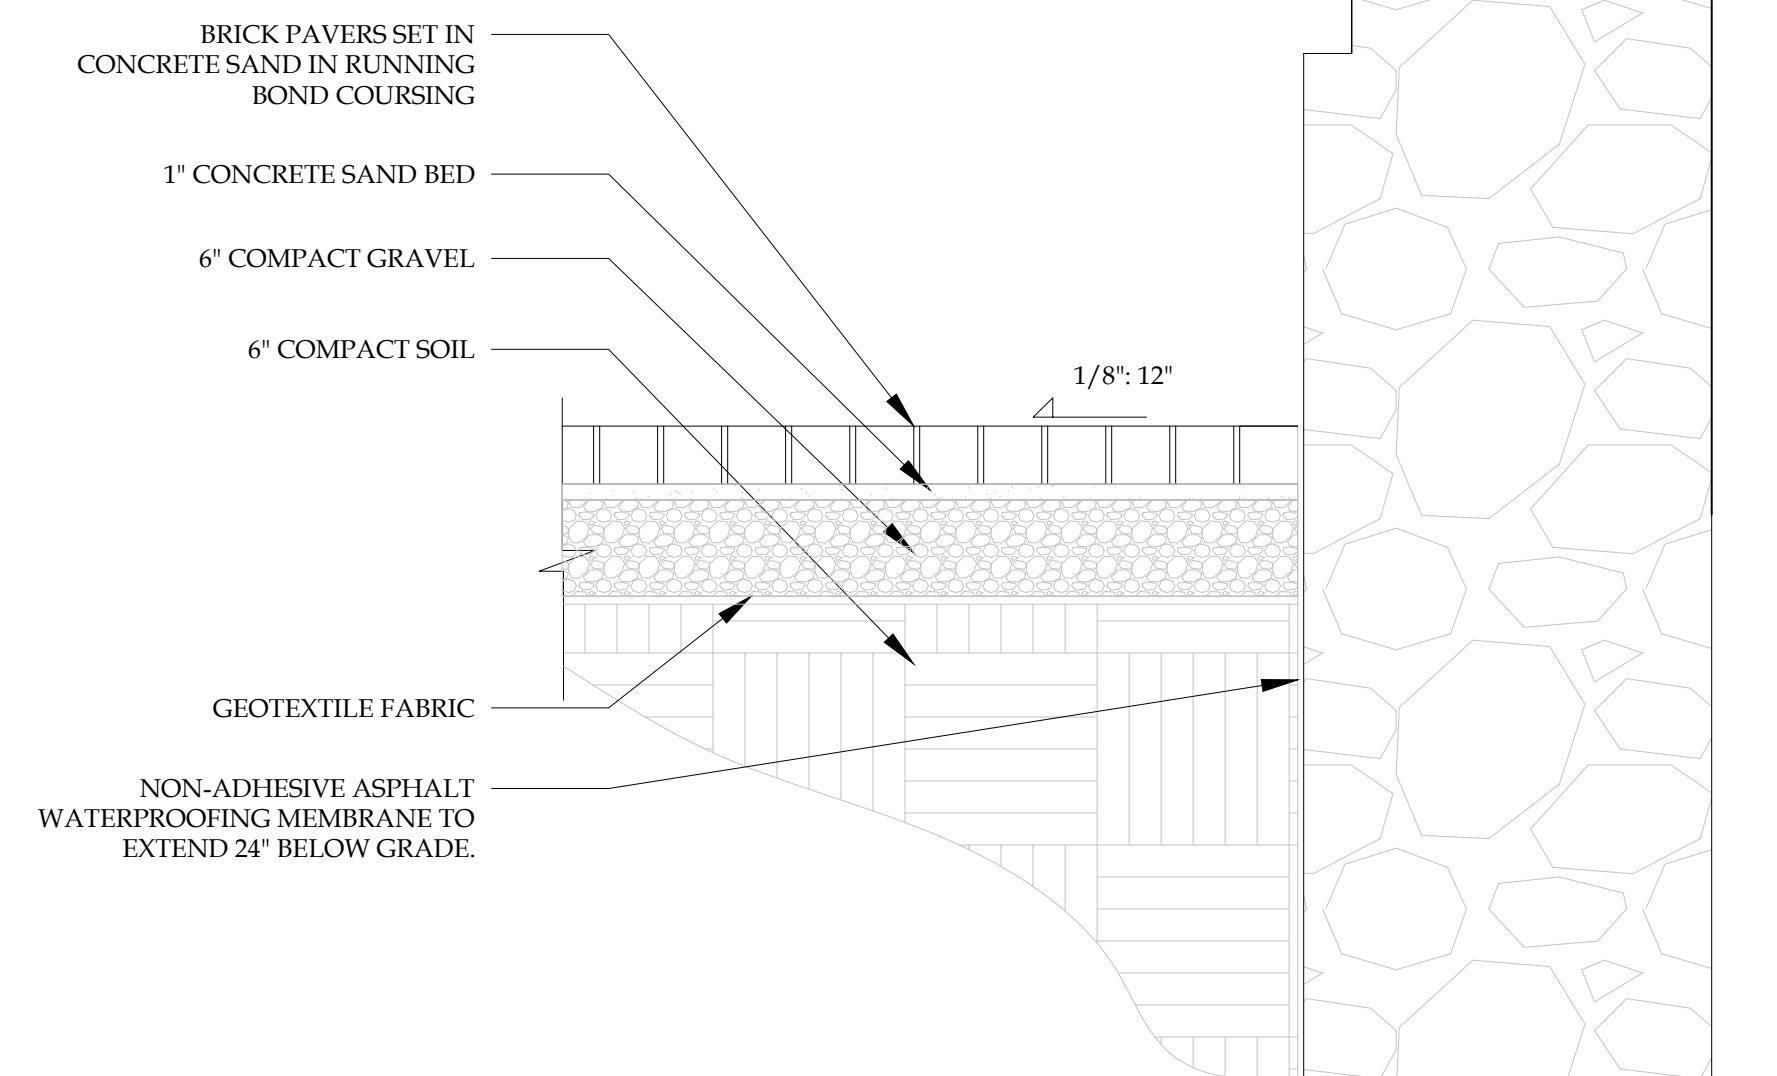 BRICK PAVERS SET IN
CONCRETE SAND IN RUNNING
BOND COURSING
1" CONCRETE SAND BED
6" COMPACT GRAVEL
6" COMPACT SOIL
1/8": 12"
GEOTEXTILE FABRIC
NON-ADHESIVE ASPHALT
WATERPROOFING MEMBRANE TO
EXTEND 24" BELOW GRADE.